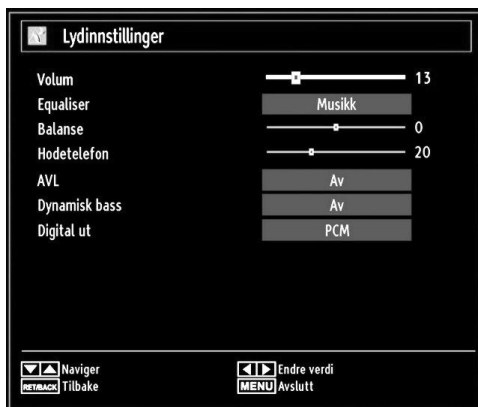 Lydinnstillinger
Volum 13
Equaliser Musikk
Balanse 0
Hodetelefon 20
AVL Av
Dynamisk bass Av
Digital ut PCM
Naviger Endre verdi
RET/BACK Tilbake MENU Avslutt